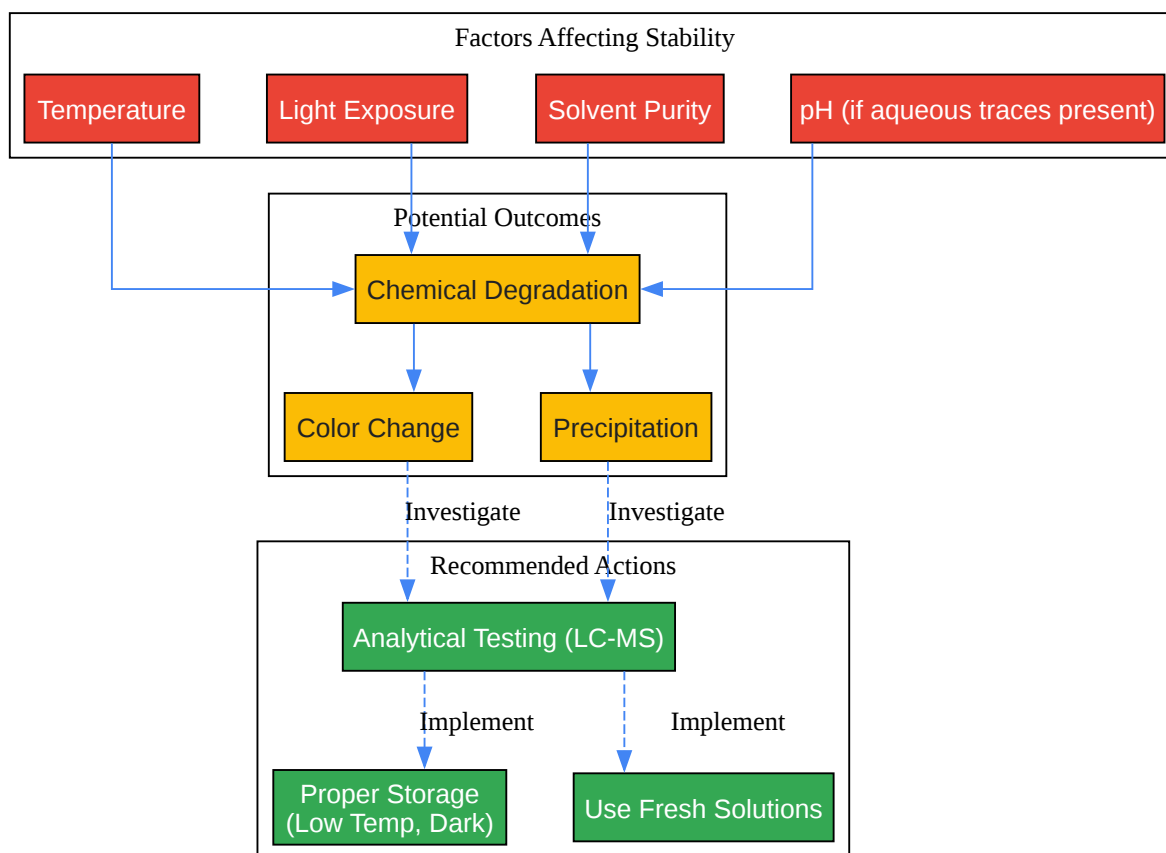 Factors Affecting Stability
Temperature
Light Exposure
Solvent Purity
pH (if aqueous traces present)
Potential Outcomes
Chemical Degradation
Color Change
Precipitation
Investigate
Investigate
Recommended Actions
Analytical Testing (LC-MS)
Implement
Implement
Proper Storage
(Low Temp, Dark)
Use Fresh Solutions